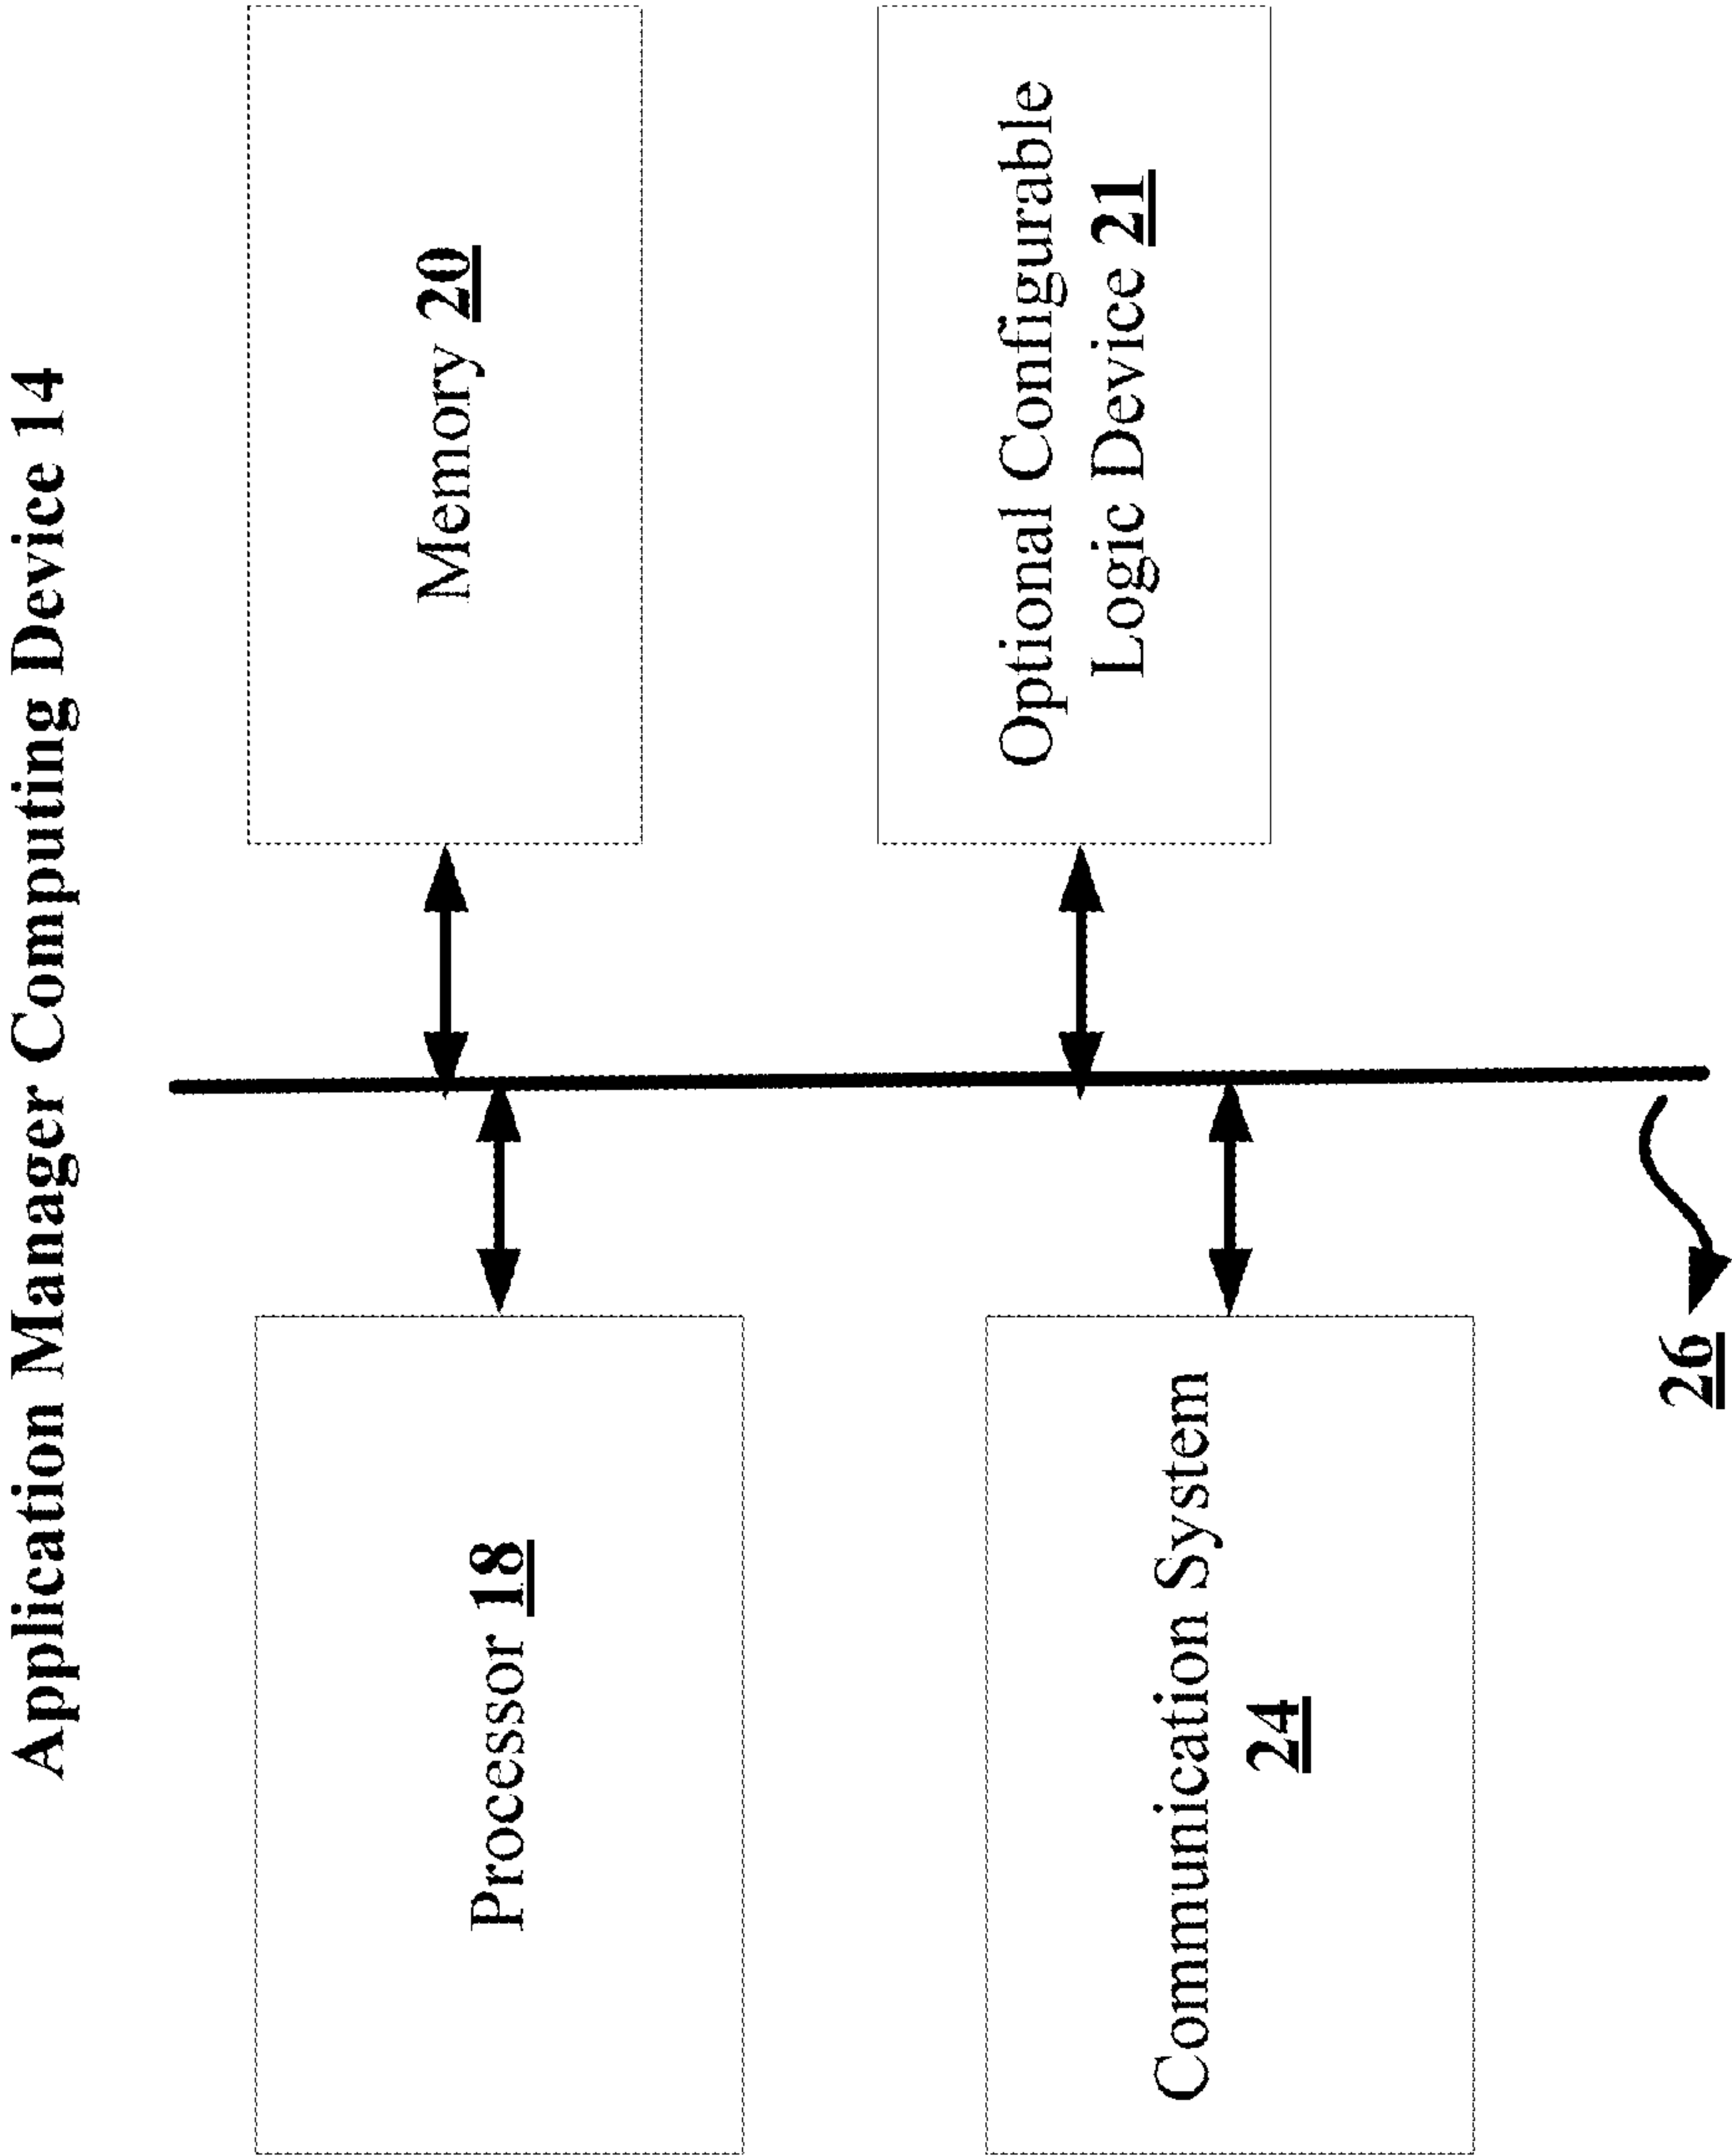 Application Manager Computing Device 14
Processor 18
Memory 20
Communication System
24
Optional Configurable
Logic Device 21
26